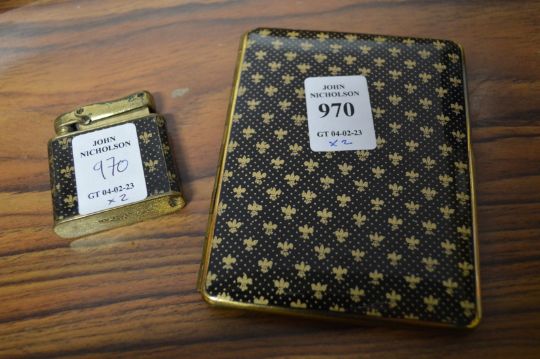 JOHN
NICHOLSON
970
GT 04-02-23
x 2
JOHN
NICHOLSON
970
GT 04-02-23
x 2